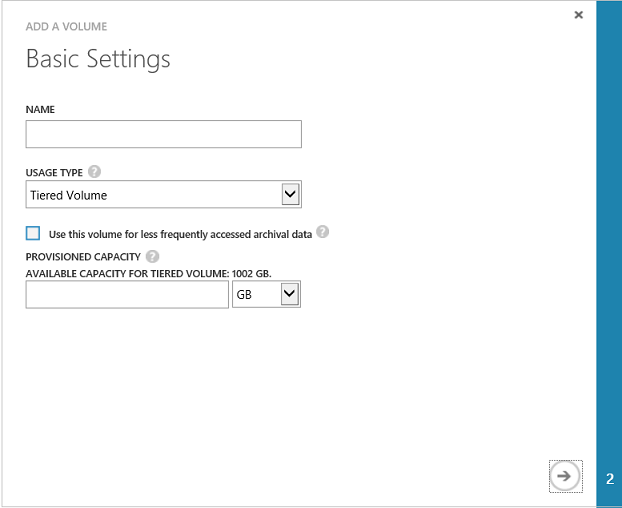 ADD A VOLUME
Basic Settings
NAME
USAGE TYPE ?
Tiered Volume
Use this volume for less frequently accessed archival data ?
PROVISIONED CAPACITY ?
AVAILABLE CAPACITY FOR TIERED VOLUME: 1002 GB.
GB
2